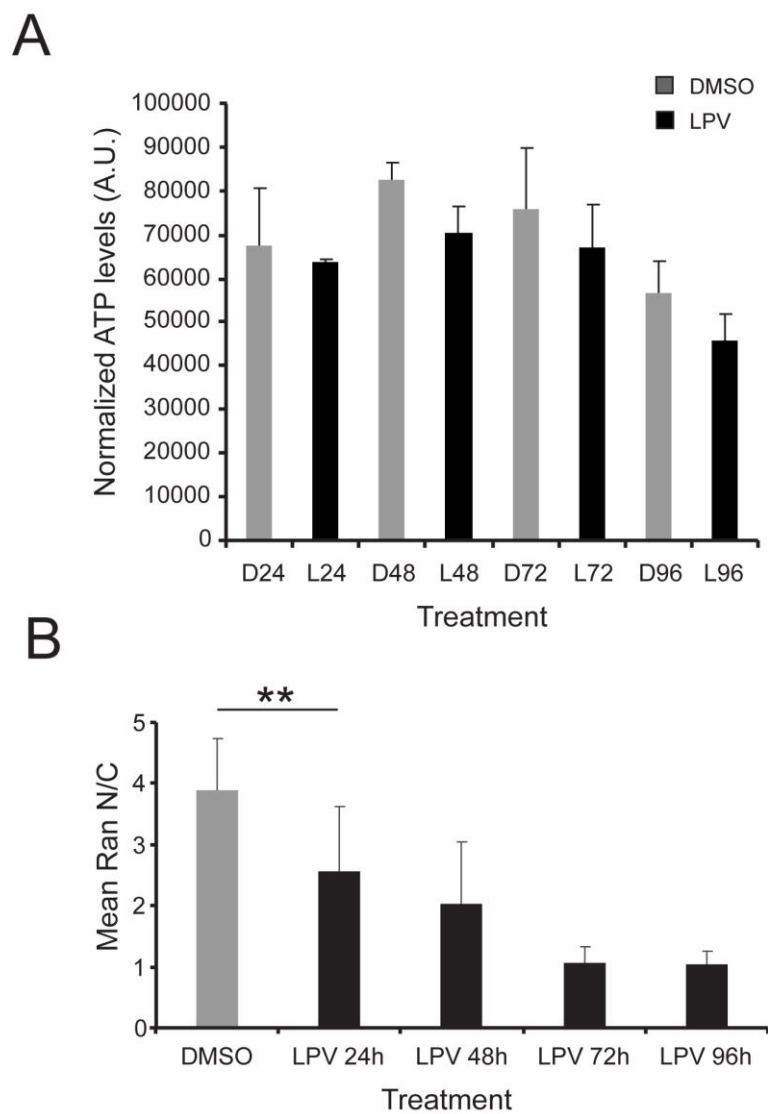 A
DMSO
LPV
Normalized ATP levels (A.U.)
100000
90000
80000
70000
60000
50000
40000
30000
20000
10000
0
D24 L24 D48 L48 D72 L72 D96 L96
Treatment
B
**
Mean Ran N/C
5
4
3
2
1
0
DMSO LPV 24h LPV 48h LPV 72h LPV 96h
Treatment